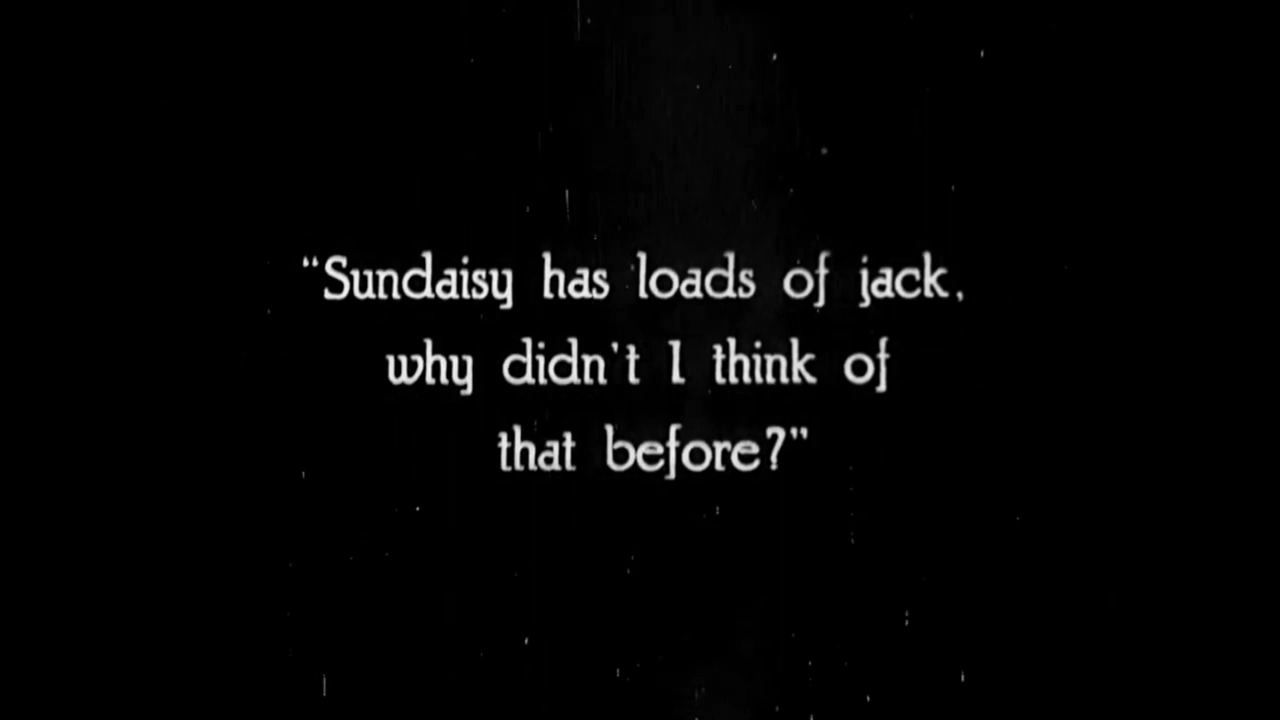 “Sundaisy has loads of jack,
why didn't I think of
that before?”